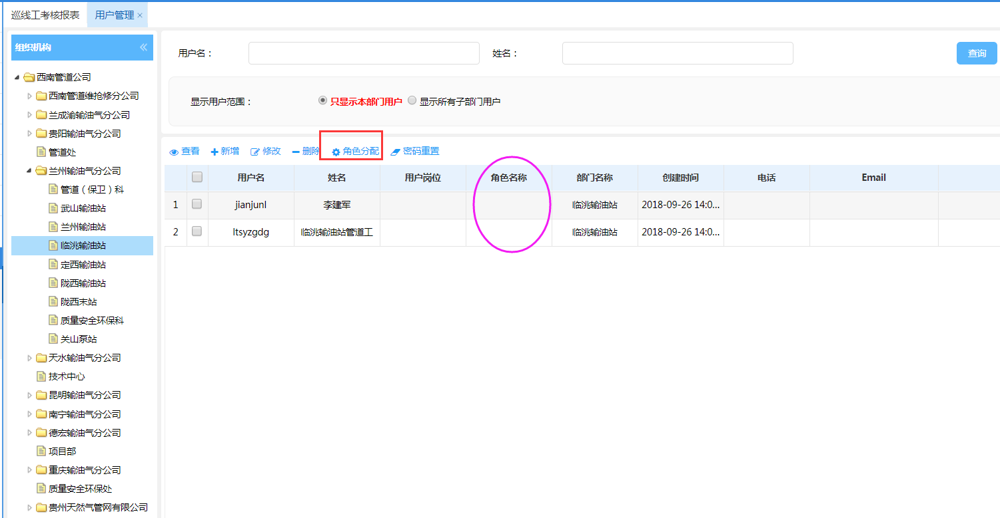 巡线工考核报表 用户管理 ×
组织机构
西南管道公司
西南管道维抢修分公司
兰成渝输油气分公司
贵阳输油气分公司
管道处
兰州输油气分公司
管道（保卫）科
武山输油站
兰州输油站
临洮输油站
定西输油站
陇西输油站
陇西末站
质量安全环保科
关山泵站
天水输油气分公司
技术中心
昆明输油气分公司
南宁输油气分公司
德宏输油气分公司
项目部
重庆输油气分公司
质量安全环保处
贵州天然气管网有限公司
用户名： 姓名： 查询
显示用户范围： 只显示本部门用户 显示所有子部门用户
查看 新增 修改 删除 角色分配 密码重置
用户名 姓名 用户岗位 角色名称 部门名称 创建时间 电话 Email
1 jianjunl 李建军 临洮输油站 2018-09-26 14:0...
2 ltsyzgdg 临洮输油站管道工 临洮输油站 2018-09-26 14:0...